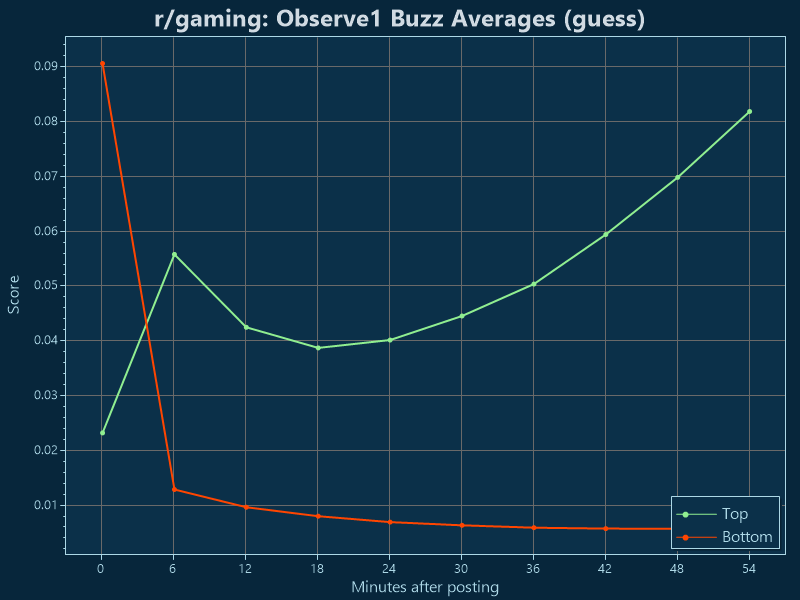 r/gaming: Observe1 Buzz Averages (guess)
0.09
0.08
0.07
0.06
0.05
0.04
0.03
0.02
0.01
Score
0 6 12 18 24 30 36 42 48 54
Minutes after posting
Top
Bottom